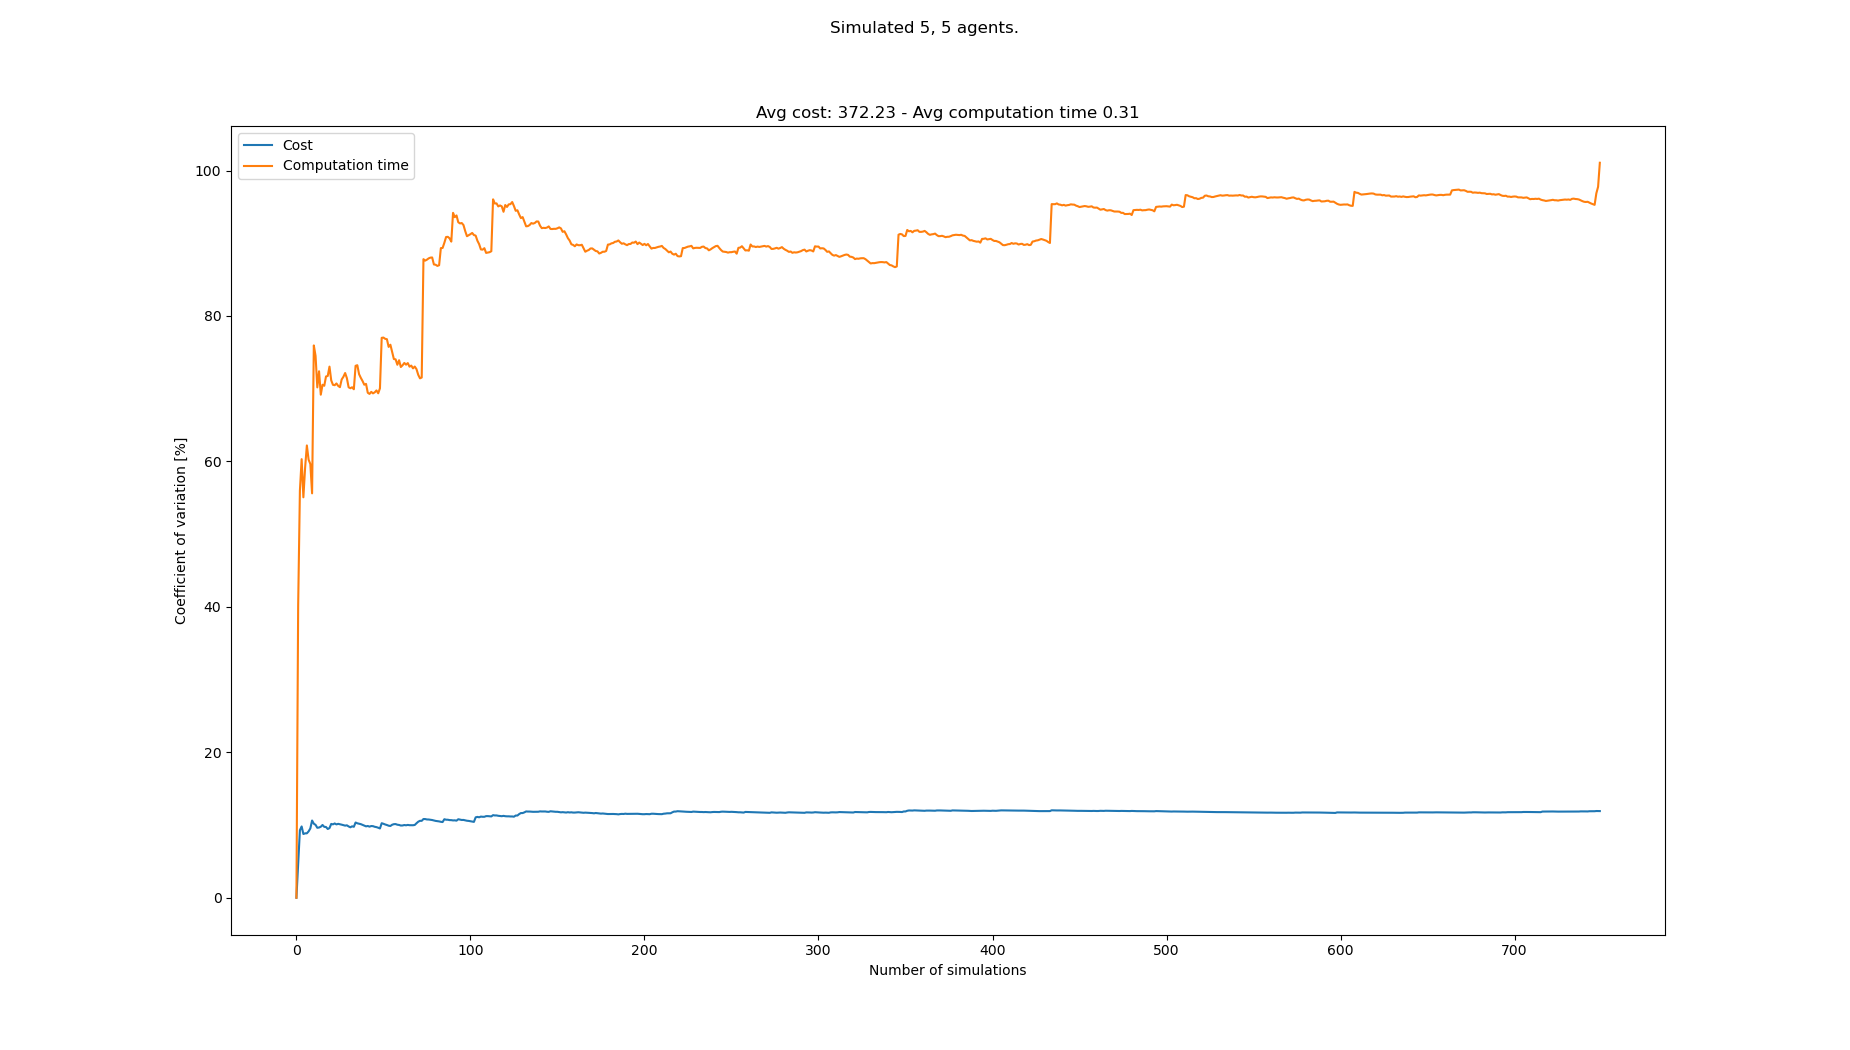 Simulated 5, 5 agents.
Avg cost: 372.23 - Avg computation time 0.31
Cost
Computation time
100
80
60
40
20
0
Coefficient of variation [%]
0 100 200 300 400 500 600 700
Number of simulations